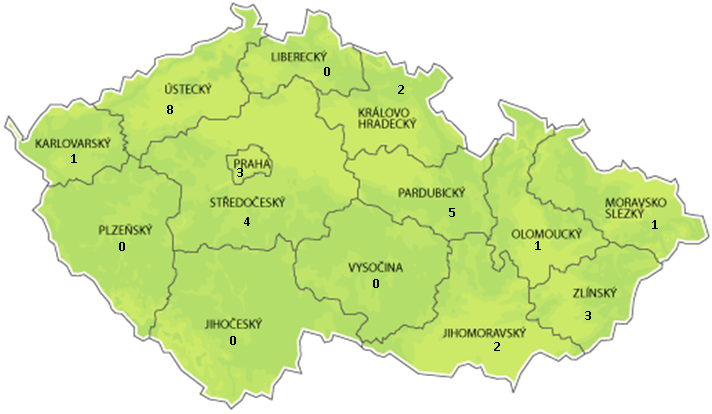 LIBERECKÝ
0
ÚSTECKÝ
8
2
KRÁLOVO
HRADECKÝ
KARLOVARSKÝ
1
PRAHA
3
STŘEDOČESKÝ
4
PARDUBICKÝ
5
MORAVSKO
SLEZKÝ
1
PLZEŇSKÝ
0
OLOMOUCKÝ
1
VYSOČINA
0
ZLÍNSKÝ
3
JIHOČESKÝ
0
JIHOMORAVSKÝ
2